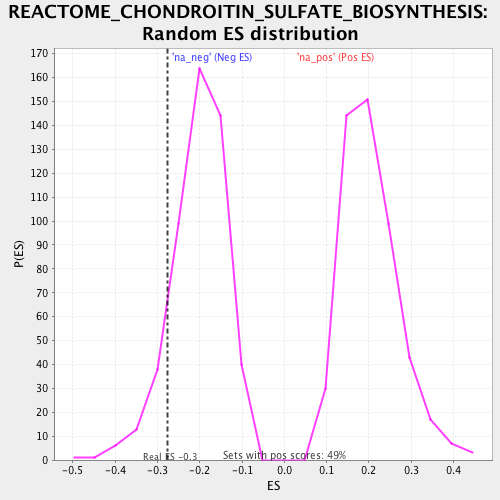 REACTOME_CHONDROITIN_SULFATE_BIOSYNTHESIS:
Random ES distribution
'na_neg' (Neg ES)
'na_pos' (Pos ES)
170
160
150
140
130
120
110
100
90
80
70
60
50
40
30
20
10
0
P(ES)
Real ES -0.3
Sets with pos scores: 49%
-0.5 -0.4 -0.3 -0.2 -0.1 0.0 0.1 0.2 0.3 0.4
ES